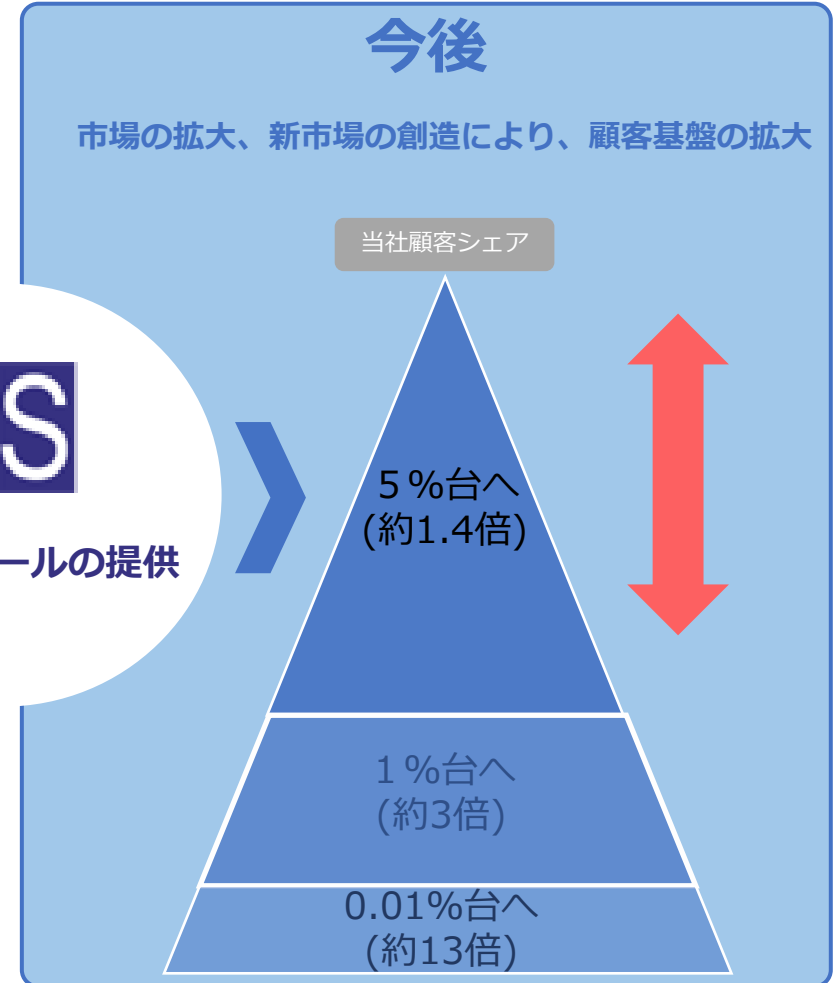 今後
市場の拡大、新市場の創造により、顧客基盤の拡大
当社顧客シェア
S
ールの提供
５%台へ
(約1.4倍)
１%台へ
(約3倍)
0.01%台へ
(約13倍)